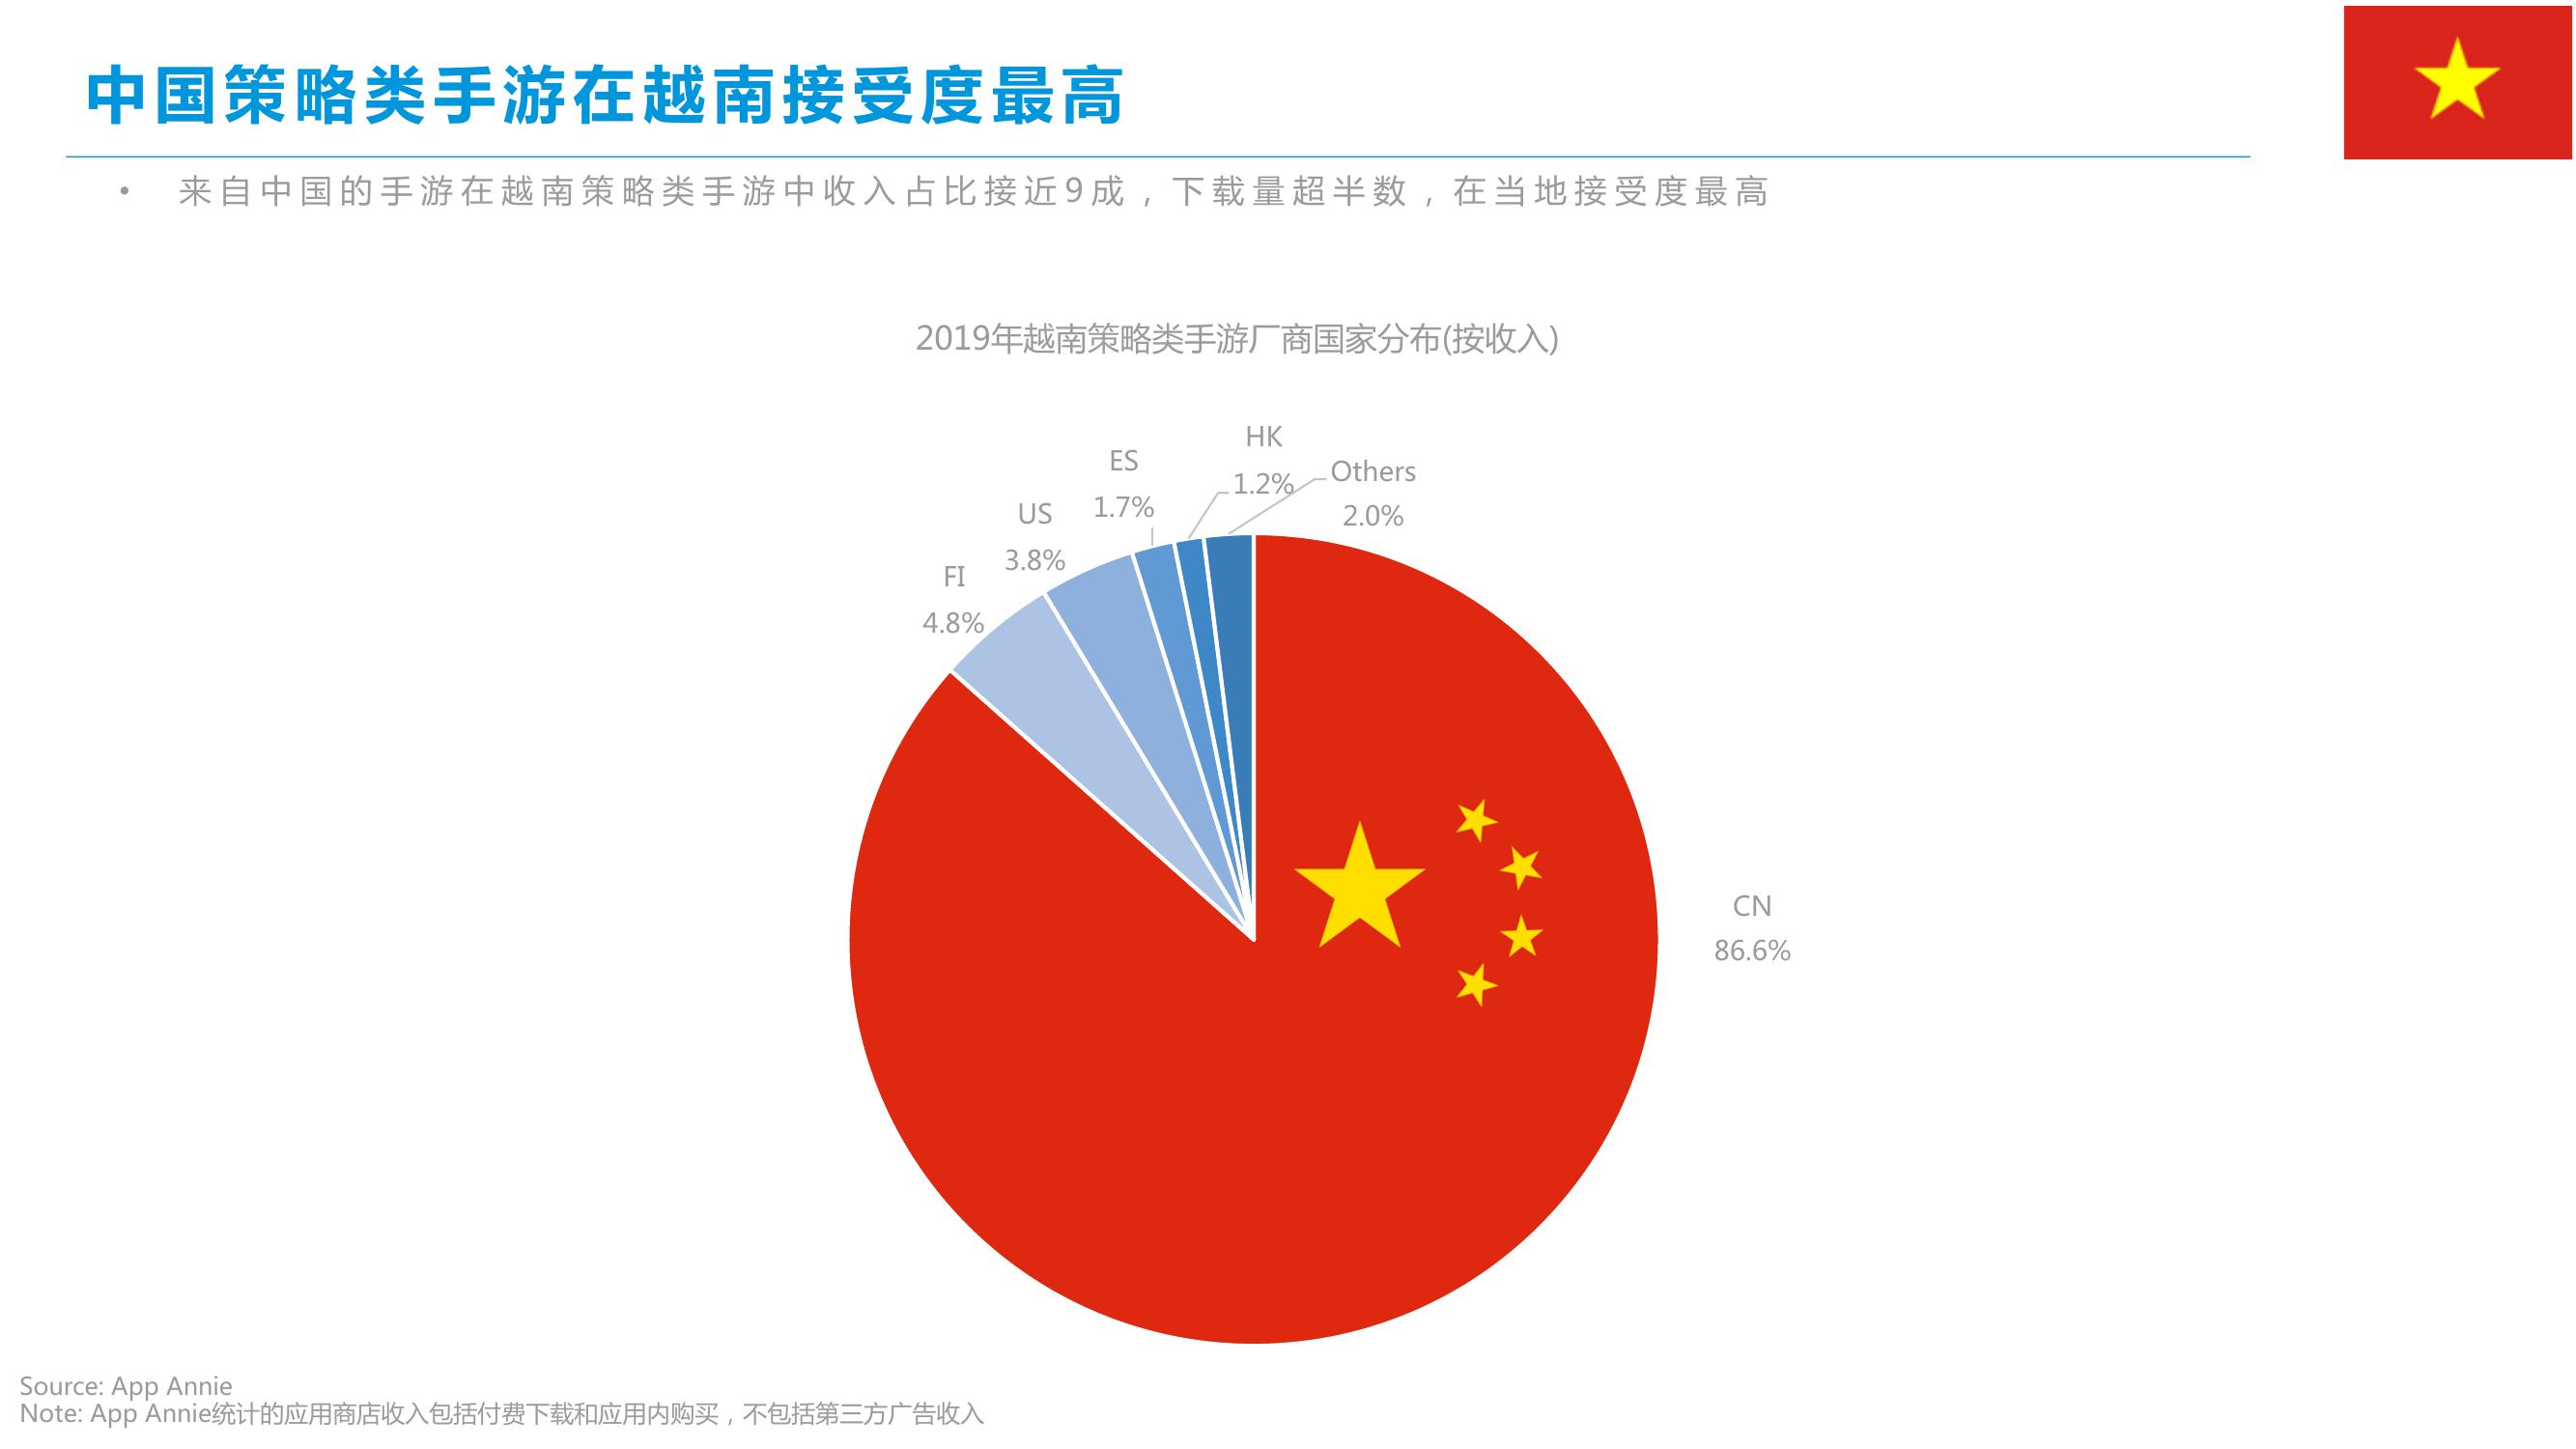 中国策略类手游在越南接受度最高
• 来自中国的手游在越南策略类手游中收入占比接近9成，下载量超半数，在当地接受度最高
2019年越南策略类手游厂商国家分布(按收入)
HK
1.2%
Others
2.0%
ES
1.7%
US
3.8%
FI
4.8%
CN
86.6%
Source: App Annie
Note: App Annie统计的应用商店收入包括付费下载和应用内购买，不包括第三方广告收入